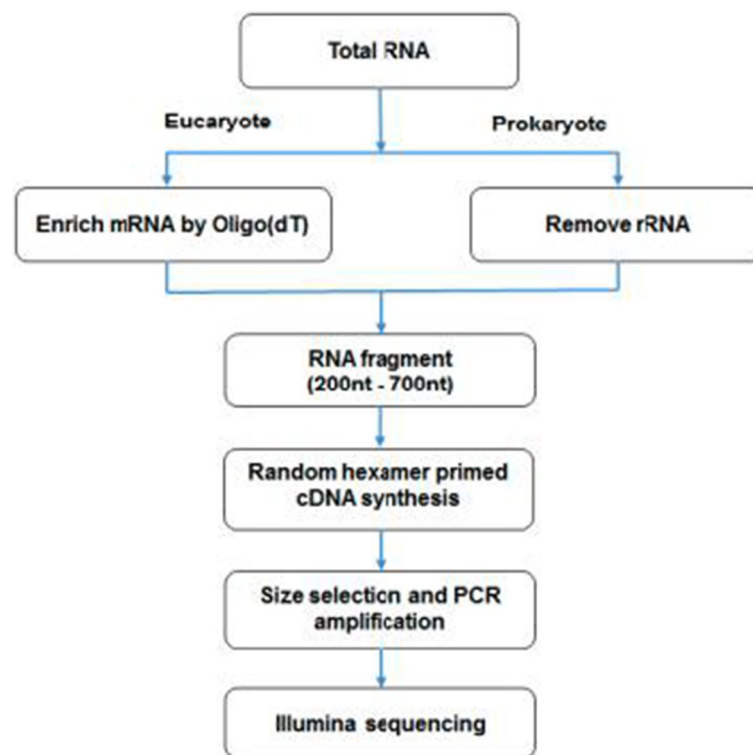 Total RNA
Eucaryote
Prokaryote
Enrich mRNA by Oligo(dT)
Remove rRNA
RNA fragment
(200nt - 700nt)
Random hexamer primed
cDNA synthesis
Size selection and PCR
amplification
Illumina sequencing